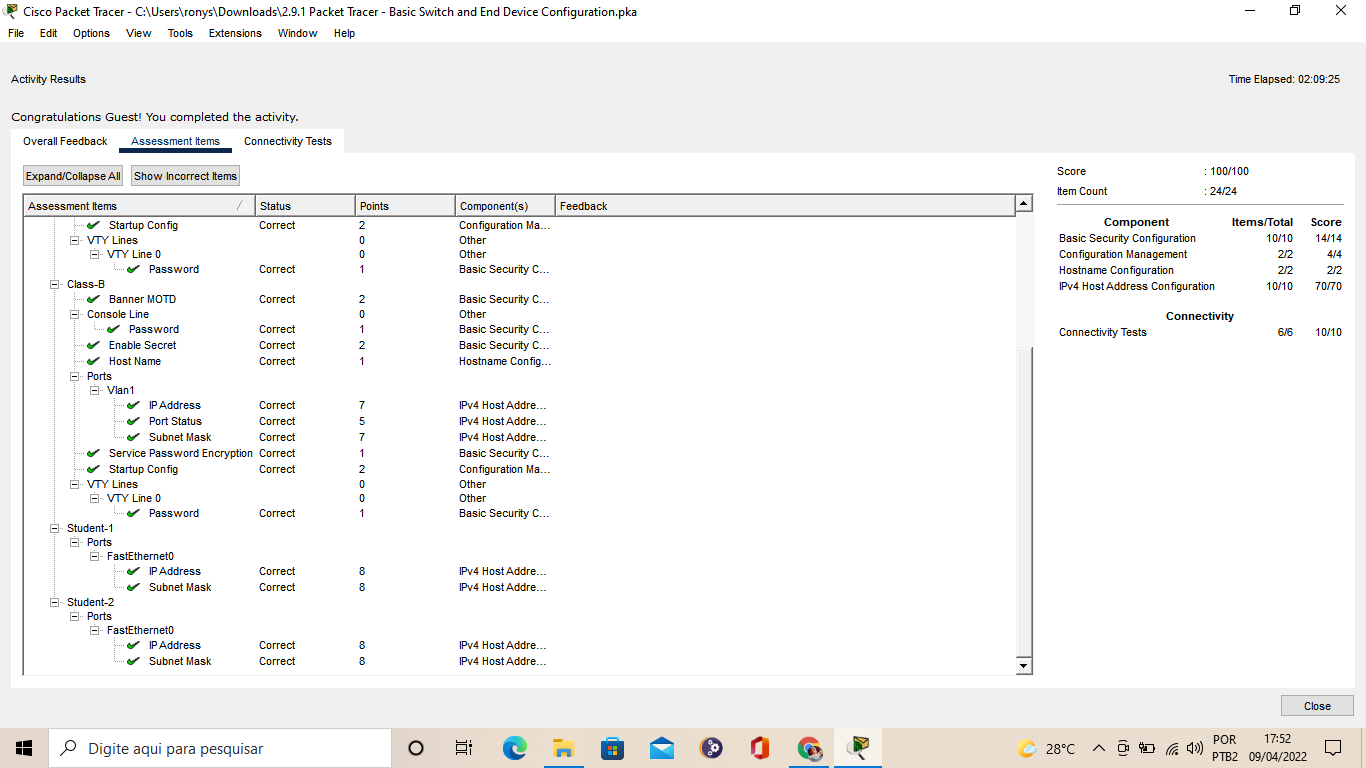 Cisco Packet Tracer - C:\Users\ronys\Downloads\2.9.1 Packet Tracer - Basic Switch and End Device Configuration.pka
File Edit Options View Tools Extensions Window Help
Activity Results
Time Elapsed: 02:09:25
Congratulations Guest! You completed the activity.
Overall Feedback Assessment Items Connectivity Tests
Expand/Collapse All Show Incorrect Items
Assessment Items Status Points Component(s) Feedback
Startup Config Correct 2 Configuration Ma...
VTY Lines 0 Other
VTY Line 0 0 Other
Password Correct 1 Basic Security C...
Class-B
Banner MOTD Correct 2 Basic Security C...
Console Line 0 Other
Password Correct 1 Basic Security C...
Enable Secret Correct 2 Basic Security C...
Host Name Correct 1 Hostname Config...
Ports
Vlan1
IP Address Correct 7 IPv4 Host Addre...
Port Status Correct 5 IPv4 Host Addre...
Subnet Mask Correct 7 IPv4 Host Addre...
Service Password Encryption Correct 1 Basic Security C...
Startup Config Correct 2 Configuration Ma...
VTY Lines 0 Other
VTY Line 0 0 Other
Password Correct 1 Basic Security C...
Student-1
Ports
FastEthernet0
IP Address Correct 8 IPv4 Host Addre...
Subnet Mask Correct 8 IPv4 Host Addre...
Student-2
Ports
FastEthernet0
IP Address Correct 8 IPv4 Host Addre...
Subnet Mask Correct 8 IPv4 Host Addre...
Score : 100/100
Item Count : 24/24
Component Items/Total Score
Basic Security Configuration 10/10 14/14
Configuration Management 2/2 4/4
Hostname Configuration 2/2 2/2
IPv4 Host Address Configuration 10/10 70/70
Connectivity
Connectivity Tests 6/6 10/10
Close
Digite aqui para pesquisar
28°C
POR
PTB2
17:52
09/04/2022